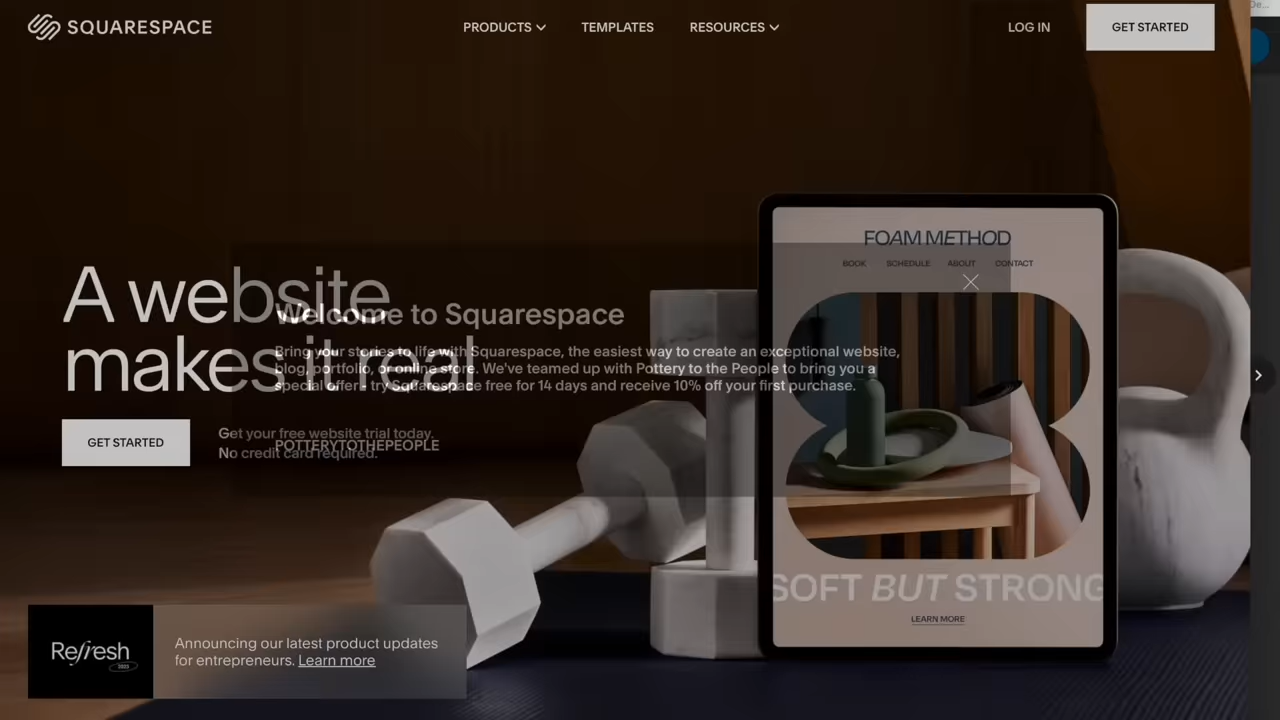 De...
SQUARESPACE
PRODUCTS
TEMPLATES
RESOURCES
LOG IN
GET STARTED
FOAM METHOD
BOOK SCHEDULE ABOUT CONTACT
A website
makes it real
Welcome to Squarespace
Bring your stories to life with Squarespace, the easiest way to create an exceptional website,
blog, portfolio, or online store. We've teamed up with Pottery to the People to bring you a
special offer: try Squarespace free for 14 days and receive 10% off your first purchase.
GET STARTED
Get your free website trial today.
No credit card required.
POTTERYTOTHEPEOPLE
SOFT BUT STRONG
LEARN MORE
Refresh
2023
Announcing our latest product updates
for entrepreneurs. Learn more